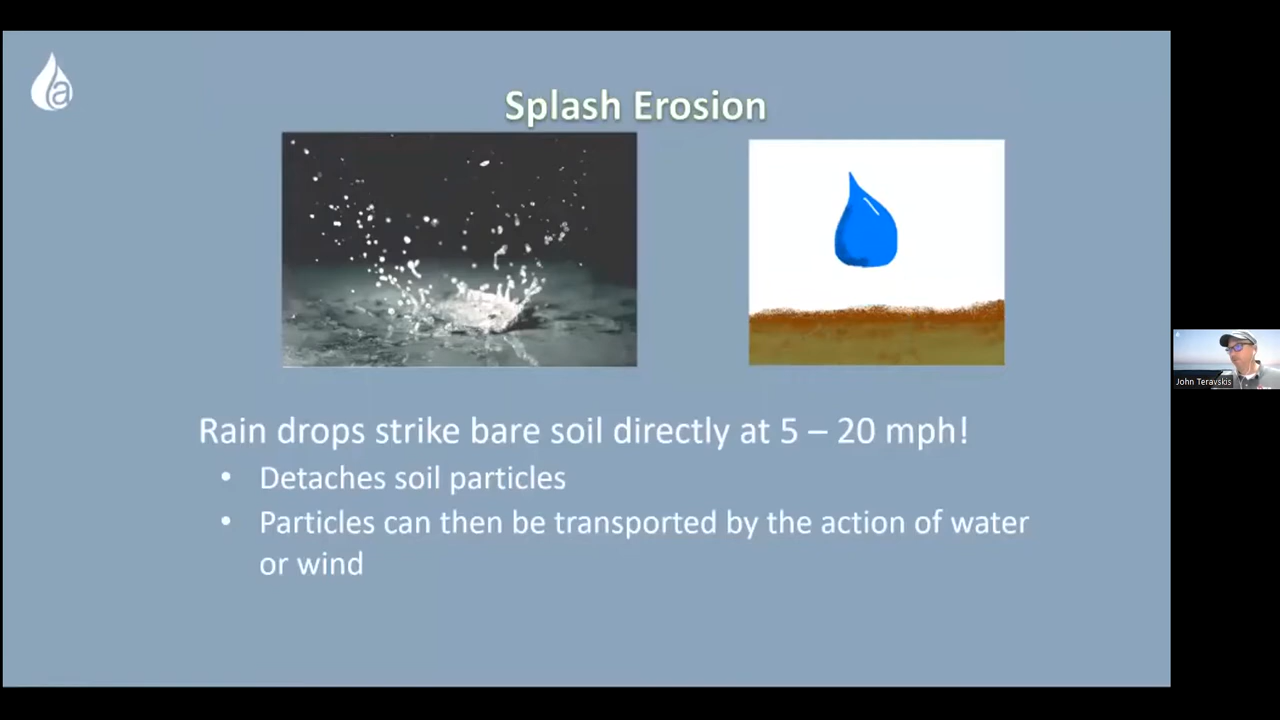 Splash Erosion
Rain drops strike bare soil directly at 5 – 20 mph!
• Detaches soil particles
• Particles can then be transported by the action of water
or wind
John Teravskis